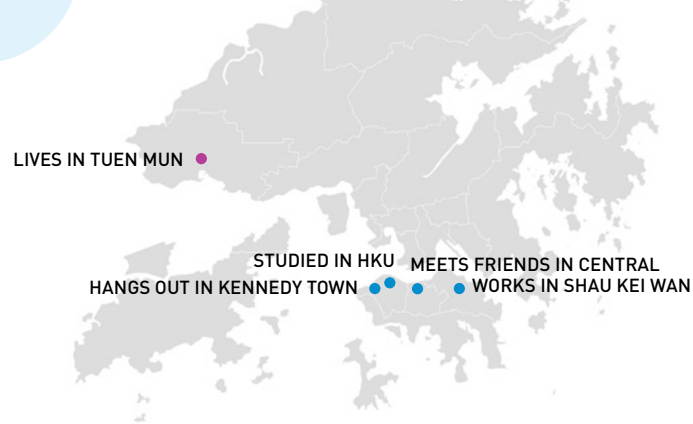 LIVES IN TUEN MUN
STUDIED IN HKU
MEETS FRIENDS IN CENTRAL
HANGS OUT IN KENNEDY TOWN
WORKS IN SHAU KEI WAN